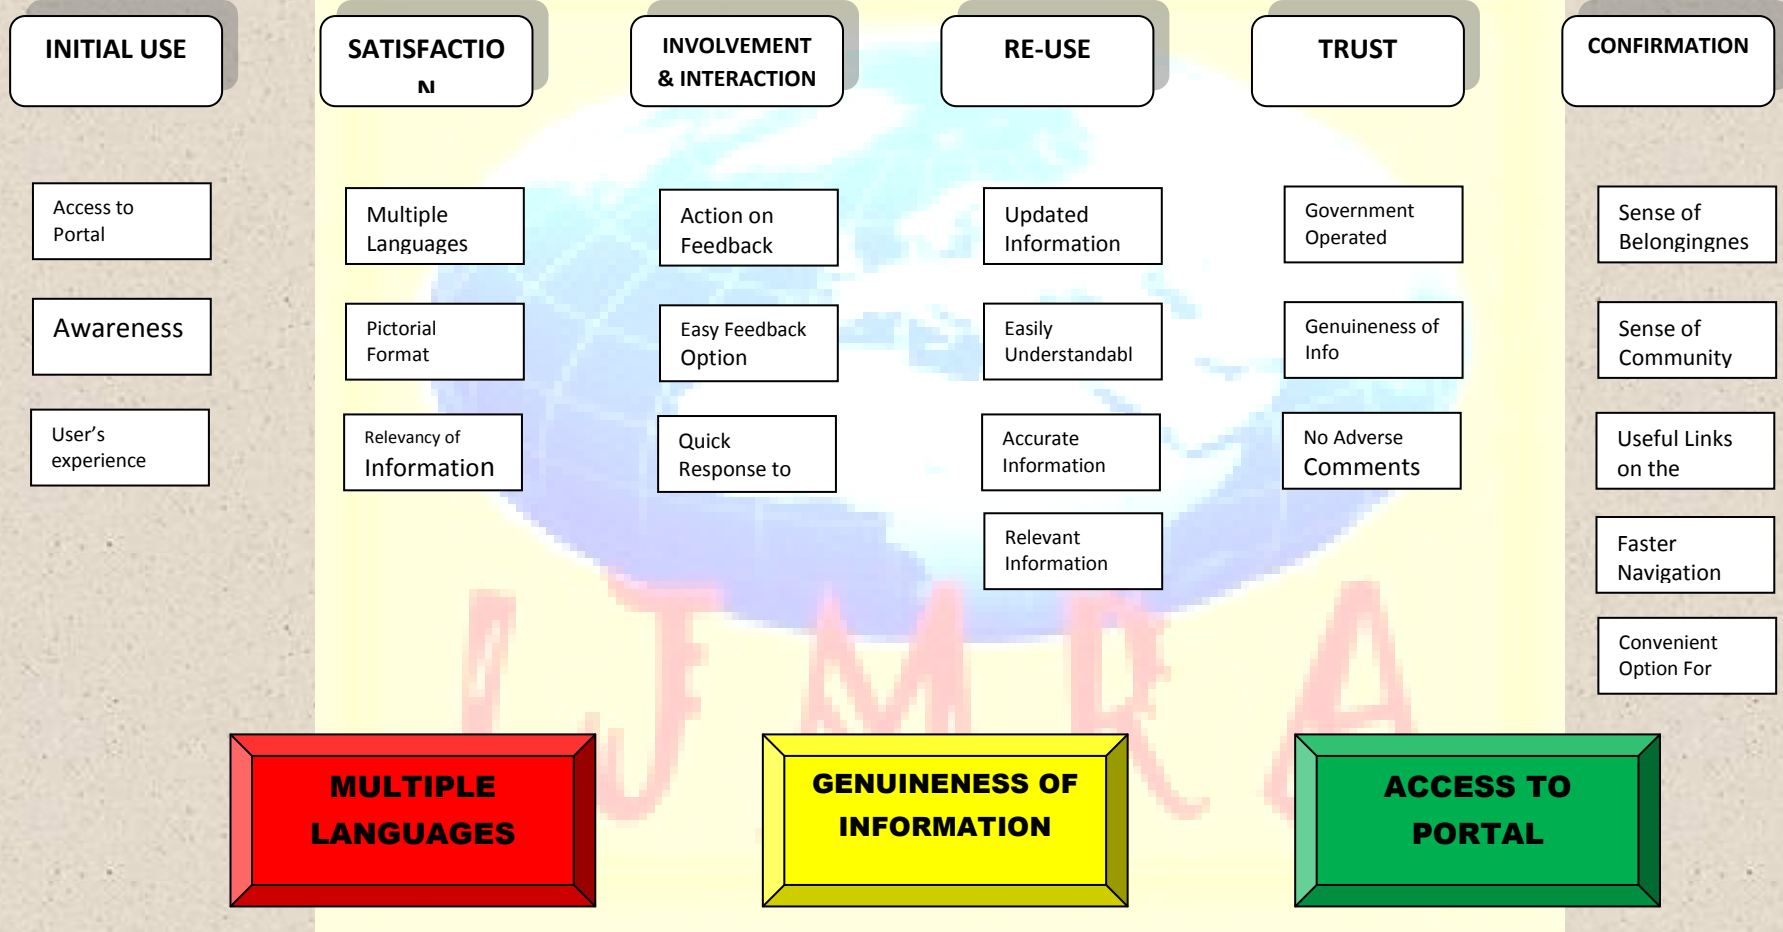 INITIAL USE
SATISFACTIO
N
INVOLVEMENT
& INTERACTION
RE-USE
TRUST
CONFIRMATION
Access to
Portal
Multiple
Languages
Action on
Feedback
Updated
Information
Government
Operated
Sense of
Belongingnes
Awareness
Pictorial
Format
Easy Feedback
Option
Easily
Understandabl
Genuineness of
Info
Sense of
Community
User’s
experience
Relevancy of
Information
Quick
Response to
Accurate
Information
No Adverse
Comments
Useful Links
on the
Relevant
Information
Faster
Navigation
Convenient
Option For
IJMRA
MULTIPLE
LANGUAGES
GENUINENESS OF
INFORMATION
ACCESS TO
PORTAL